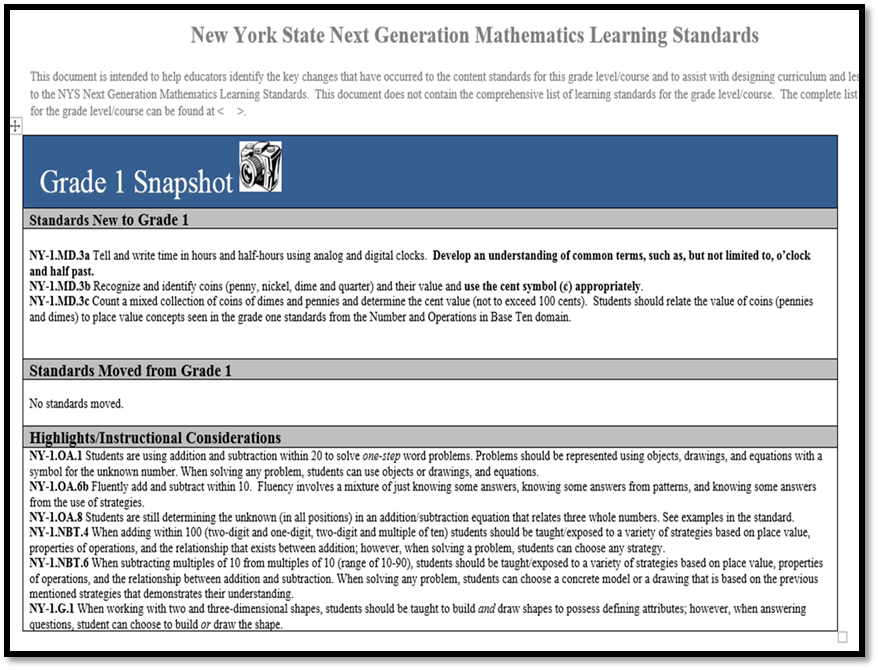 New York State Next Generation Mathematics Learning Standards
This document is intended to help educators identify the key changes that have occurred to the content standards for this grade level/course and to assist with designing curriculum and
to the NYS Next Generation Mathematics Learning Standards.  This document does not contain the comprehensive list of learning standards for the grade level/course.  The complete list
for the grade level/course can be found at <    >.
Grade 1 Snapshot
Standards New to Grade 1
NY-1.MD.3a Tell and write time in hours and half-hours using analog and digital clocks.  Develop an understanding of common terms, such as, but not limited to, o'clock
and half past.
NY-1.MD.3b Recognize and identify coins (penny, nickel, dime and quarter) and their value and use the cent symbol (¢) appropriately.
NY-1.MD.3c Count a mixed collection of coins of dimes and pennies and determine the cent value (not to exceed 100 cents).  Students should relate the value of coins (pennies
and dimes) to place value concepts seen in the grade one standards from the Number and Operations in Base Ten domain.
Standards Moved from Grade 1
No standards moved.
Highlights/Instructional Considerations
NY-1.OA.1 Students are using addition and subtraction within 20 to solve one-step word problems. Problems should be represented using objects, drawings, and equations with a
symbol for the unknown number. When solving any problem, students can use objects or drawings, and equations.
NY-1.OA.6b Fluently add and subtract within 10.  Fluency involves a mixture of just knowing some answers, knowing some answers from patterns, and knowing some answers
from the use of strategies.
NY-1.OA.8 Students are still determining the unknown (in all positions) in an addition/subtraction equation that relates three whole numbers. See examples in the standard.
NY-1.NBT.4 When adding within 100 (two-digit and one-digit, two-digit and multiple of ten) students should be taught/exposed to a variety of strategies based on place value,
properties of operations, and the relationship that exists between addition; however, when solving a problem, students can choose any strategy.
NY-1.NBT.6 When subtracting multiples of 10 from multiples of 10 (range of 10-90), students should be taught/exposed to a variety of strategies based on place value, properties
of operations, and the relationship between addition and subtraction. When solving any problem, students can choose a concrete model or a drawing that is based on the previous
mentioned strategies that demonstrates their understanding.
NY-1.G.1 When working with two and three-dimensional shapes, students should be taught to build and draw shapes to possess defining attributes; however, when answering
questions, student can choose to build or draw the shape.